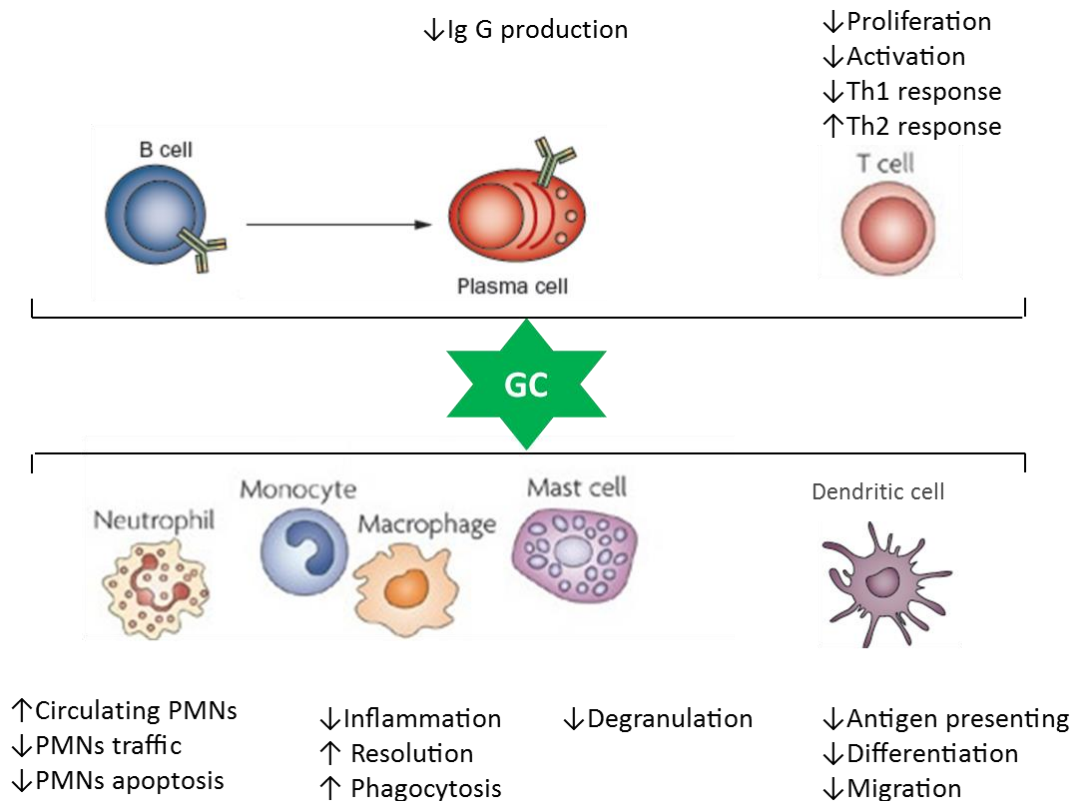 ↓Ig G production
↓Proliferation
↓Activation
↓Th1 response
↑Th2 response
B cell
T cell
Plasma cell
GC
Neutrophil
Monocyte
Macrophage
Mast cell
Dendritic cell
↑Circulating PMNs
↓PMNs traffic
↓PMNs apoptosis
↓Inflammation
↑ Resolution
↑ Phagocytosis
↓Degranulation
↓Antigen presenting
↓Differentiation
↓Migration